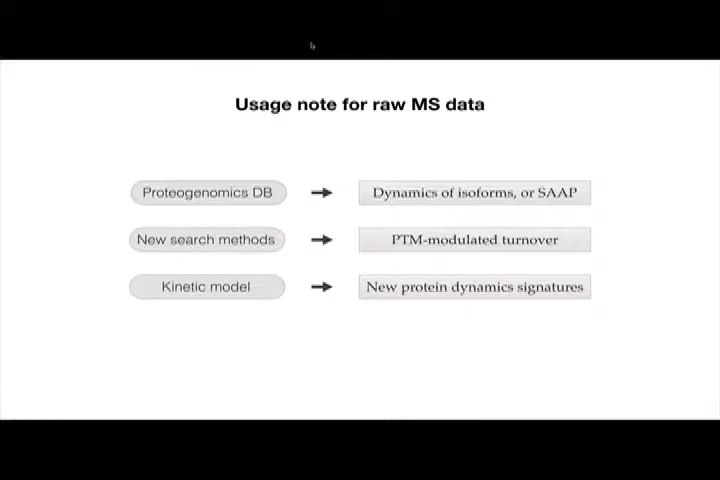 Usage note for raw MS data
Proteogenomics DB
Dynamics of isoforms, or SAAP
New search methods
PTM-modulated turnover
Kinetic model
New protein dynamics signatures